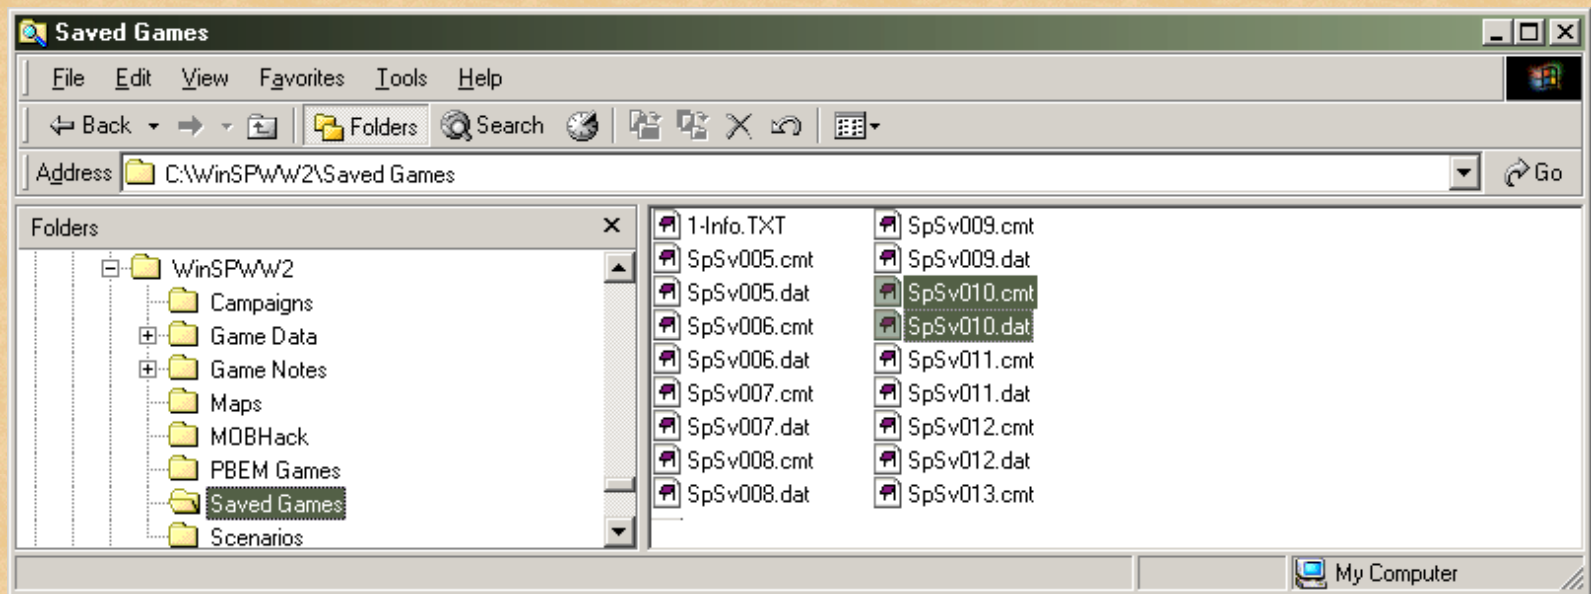 Saved Games
File Edit View Favorites Tools Help
Back Folders Search
Address C:\WinSPWW2\Saved Games Go
Folders
WinSPWW2
Campaigns
Game Data
Game Notes
Maps
MOBHack
PBEM Games
Saved Games
Scenarios
1-Info.TXT
SpSv005.cmt
SpSv005.dat
SpSv006.cmt
SpSv006.dat
SpSv007.cmt
SpSv007.dat
SpSv008.cmt
SpSv008.dat
SpSv009.cmt
SpSv009.dat
SpSv010.cmt
SpSv010.dat
SpSv011.cmt
SpSv011.dat
SpSv012.cmt
SpSv012.dat
SpSv013.cmt
My Computer